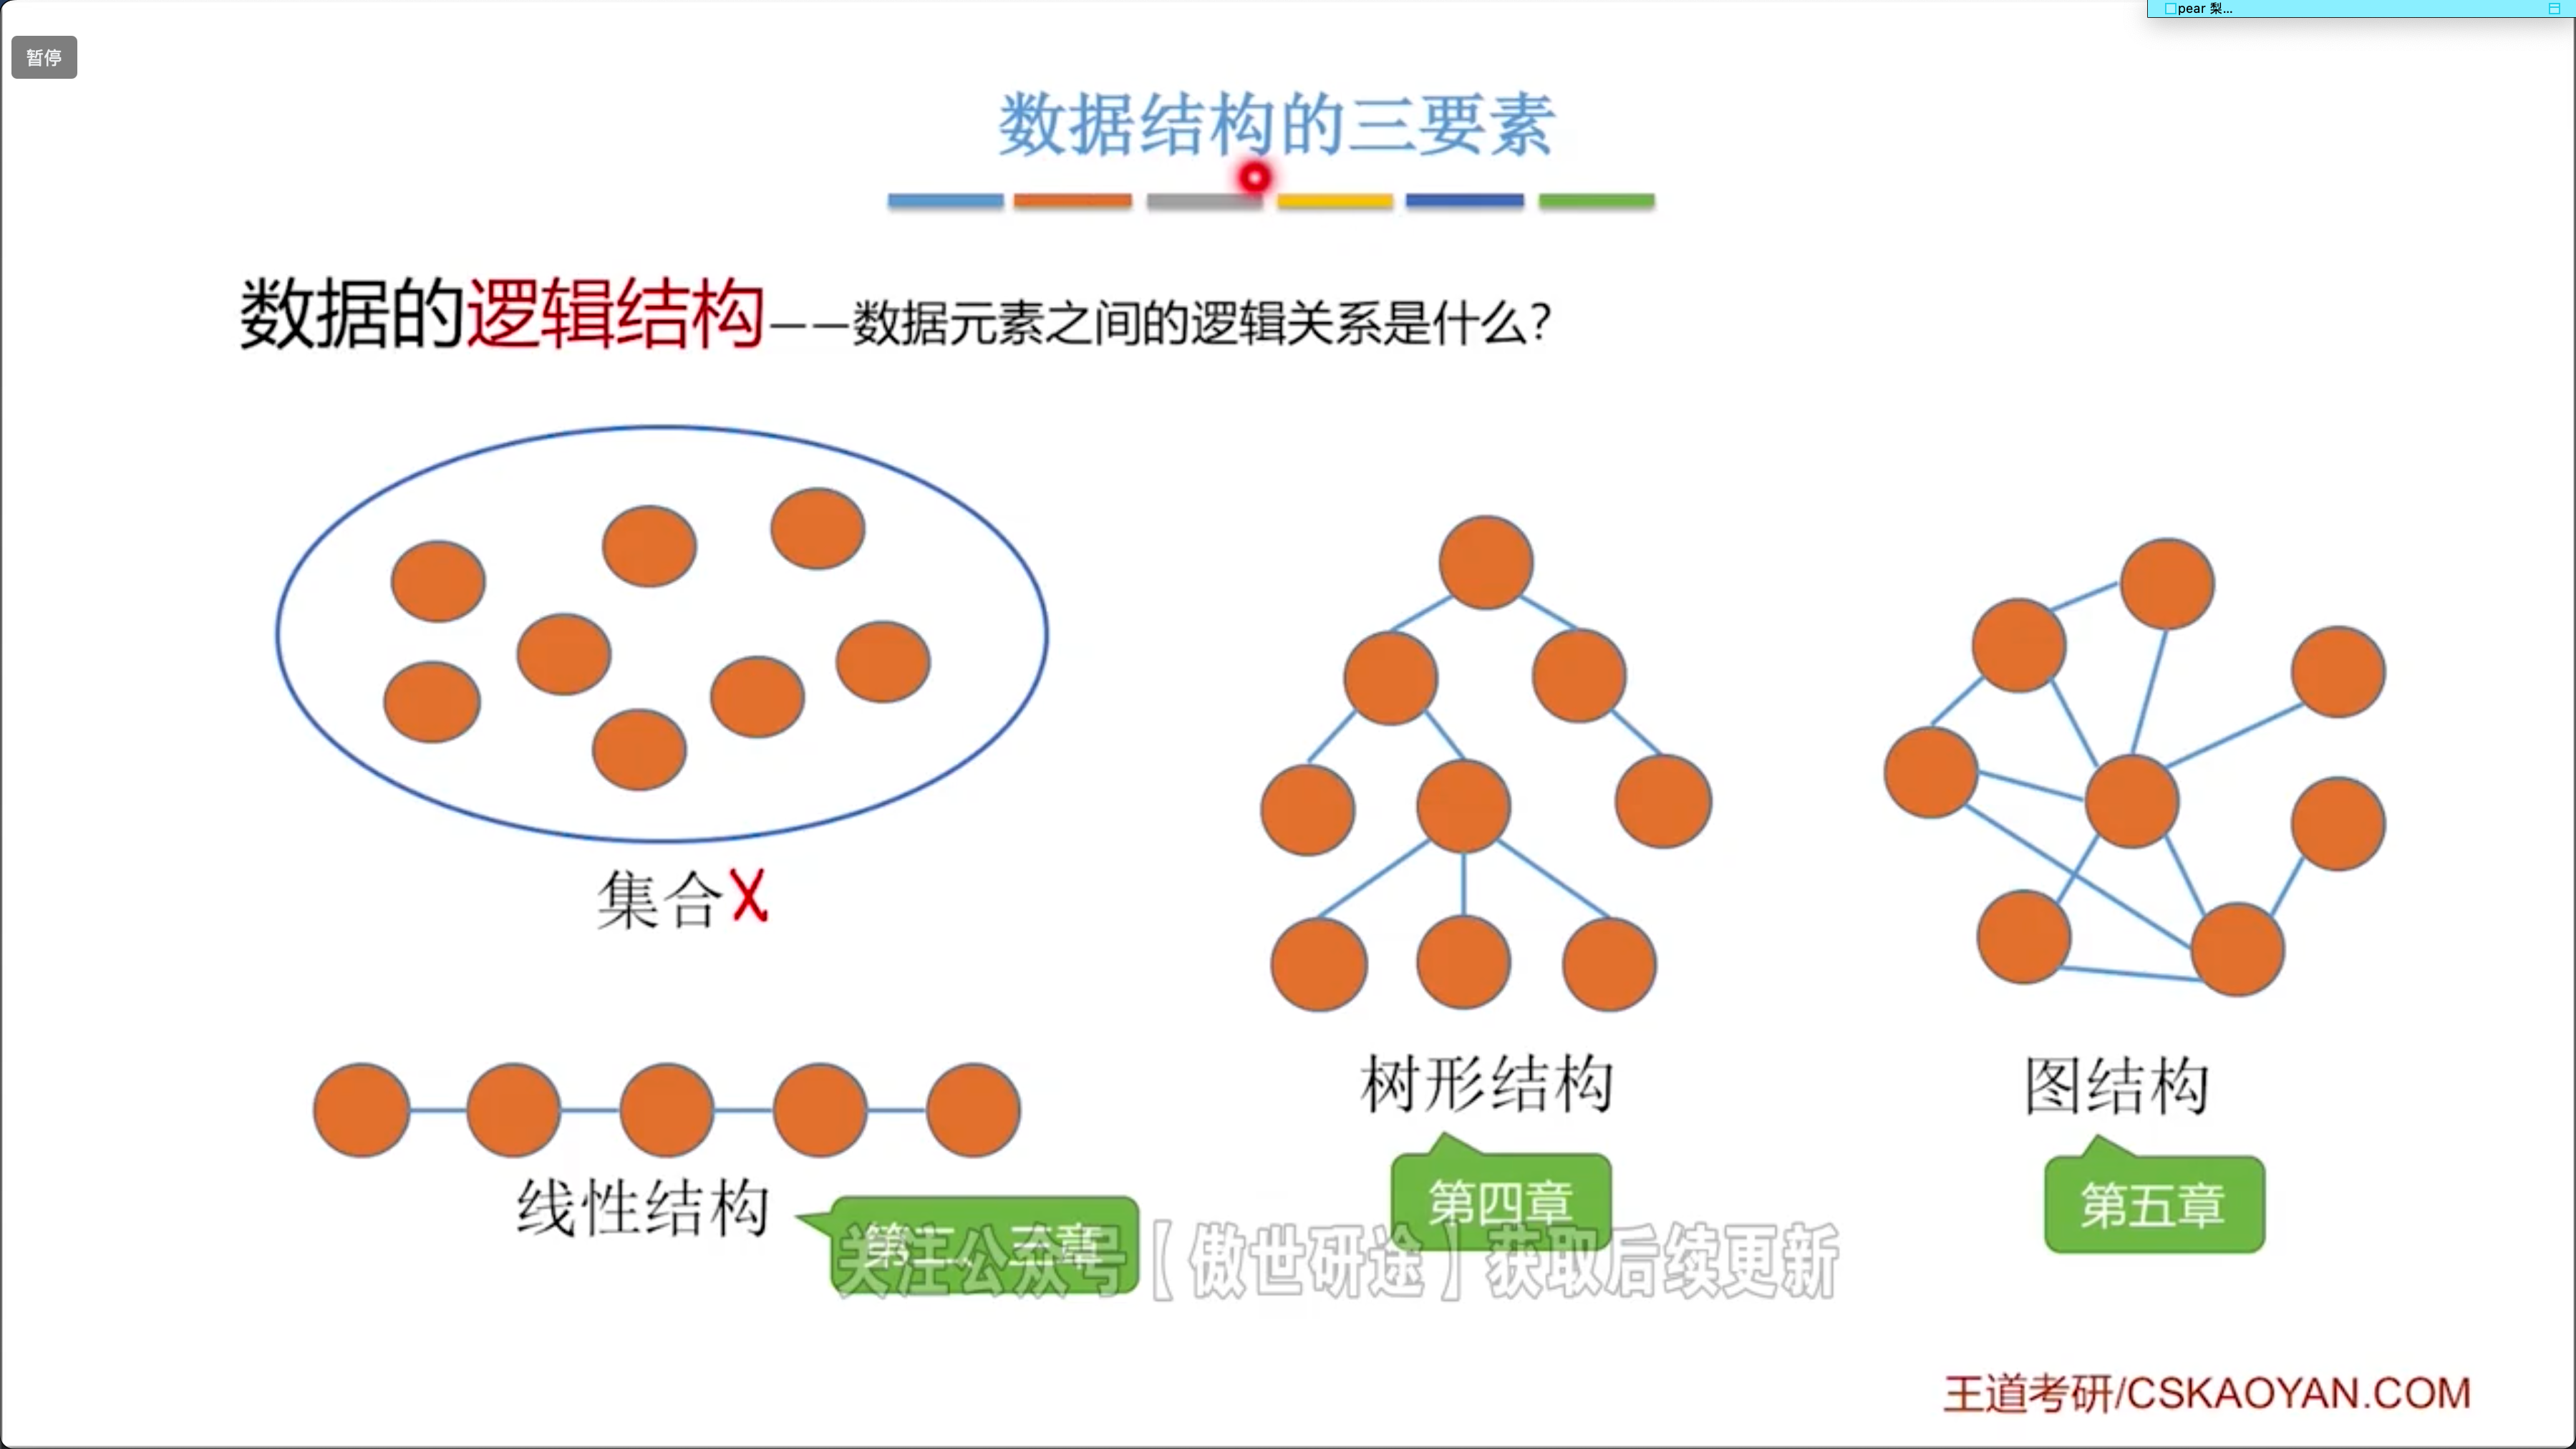 pear 梨...
暂停
数据结构的三要素
数据的逻辑结构——数据元素之间的逻辑关系是什么?
集合X
树形结构
图结构
第四章
第五章
线性结构
第二、三章
关注公众号【傲世研途】获取后续更新
王道考研/CSKAOYAN.COM